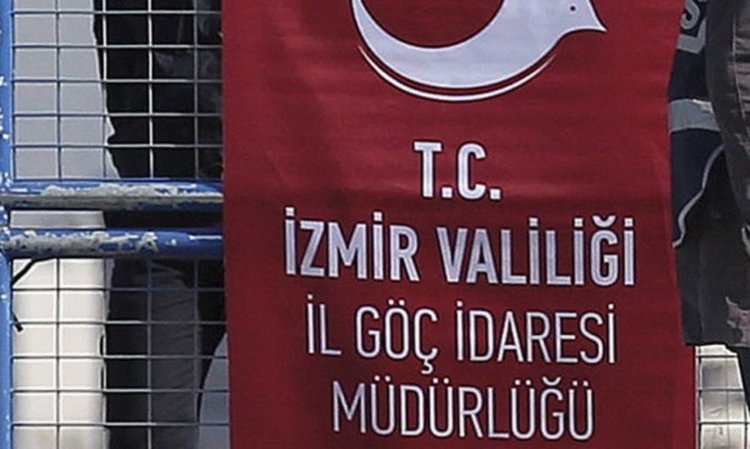 T.C.
İZMİR VALİLİĞİ
İL GÖÇ İDARESİ
MÜDÜRLÜĞÜ